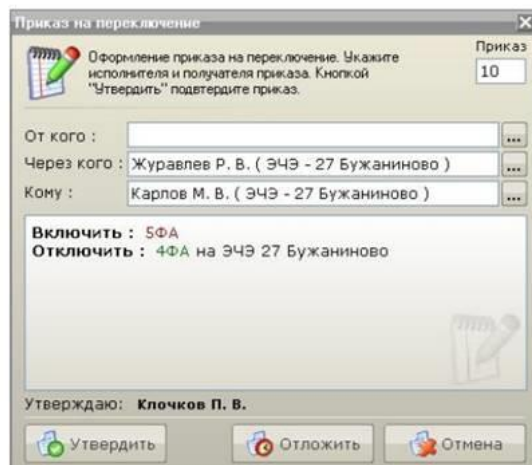 Приказ на переключение
Приказ
Оформление приказа на переключение. Укажите
исполнителя и получателя приказа. Кнопкой
"Утвердить" подтвердите приказ.
10
От кого :
...
Через кого : Журавлев Р. В. ( ЭЧЭ - 27 Бужаниново )
...
Кому : Карлов М. В. ( ЭЧЭ - 27 Бужаниново )
...
Включить : 5ФА
Отключить : 4ФА на ЭЧЭ 27 Бужаниново
Утверждаю: Клочков П. В.
Утвердить Отложить Отмена